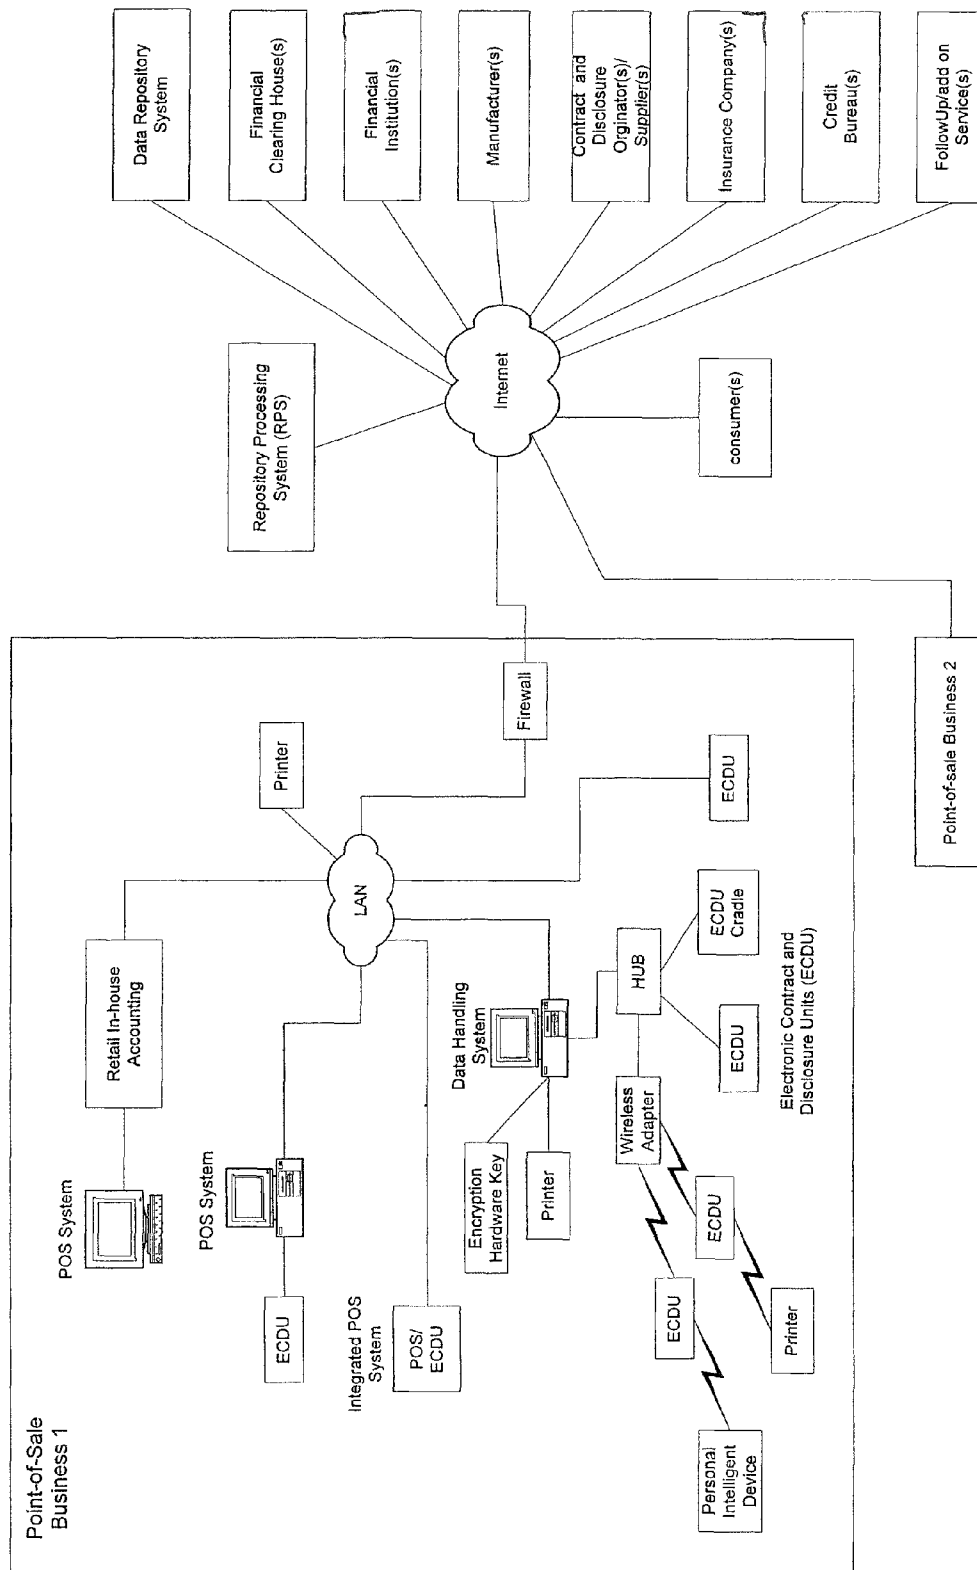 Point-of-Sale
Business 1
POS System
Retail In-house
Accounting
Printer
POS System
ECDU
LAN
Integrated POS
System
POS/
ECDU
Firewall
Data Handling
System
Encryption
Hardware Key
Printer
HUB
ECDU
Wireless
Adapter
ECDU
ECDU
Cradle
ECDU
ECDU
Printer
Personal
Intelligent
Device
Electronic Contract and
Disclosure Units (ECDU)
Point-of-sale Business 2
Repository Processing
System (RPS)
Internet
consumer(s)
Data Repository
System
Financial
Clearing House(s)
Financial
Institution(s)
Manufacturer(s)
Contract and
Disclosure
Orginator(s)/
Supplier(s)
Insurance Company(s)
Credit
Bureau(s)
FollowUp/add on
Service(s)